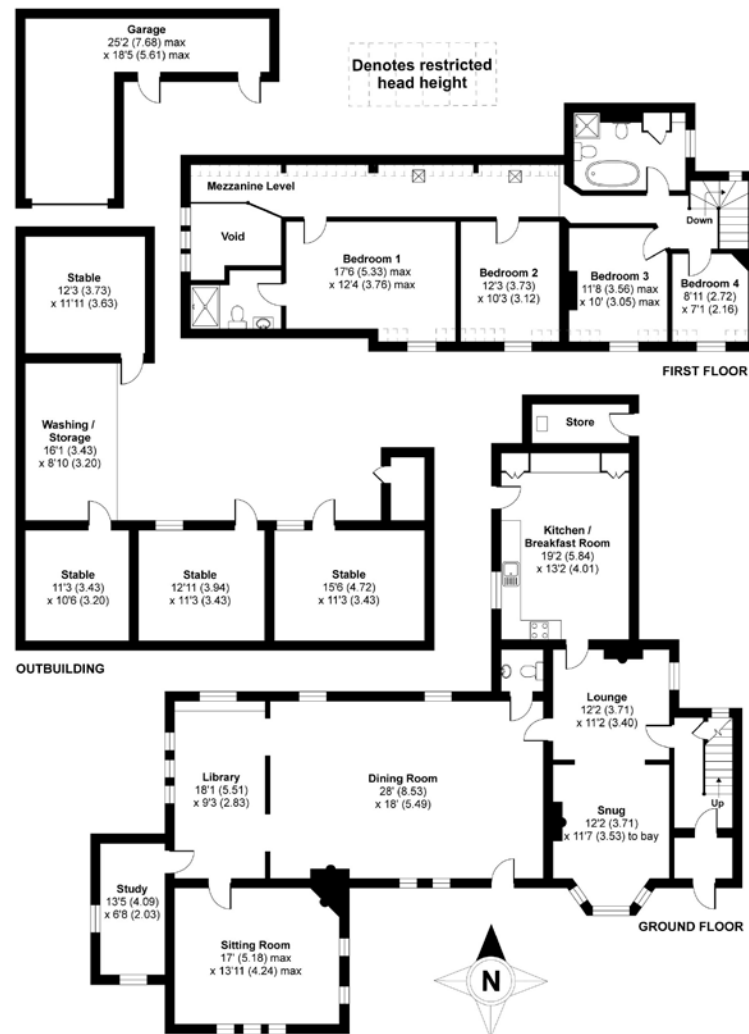 Garage
25'2 (7.68) max
x 18'5 (5.61) max
Denotes restricted
head height
Mezzanine Level
Void
Bedroom 1
17'6 (5.33) max
x 12'4 (3.76) max
Bedroom 2
12'3 (3.73)
x 10'3 (3.12)
Bedroom 3
11'8 (3.56) max
x 10' (3.05) max
Bedroom 4
8'11 (2.72)
x 7'1 (2.16)
Down
FIRST FLOOR
Stable
12'3 (3.73)
x 11'11 (3.63)
Washing /
Storage
16'1 (3.43)
x 8'10 (3.20)
Stable
11'3 (3.43)
x 10'6 (3.20)
Stable
12'11 (3.94)
x 11'3 (3.43)
Stable
15'6 (4.72)
x 11'3 (3.43)
OUTBUILDING
Store
Kitchen /
Breakfast Room
19'2 (5.84)
x 13'2 (4.01)
Lounge
12'2 (3.71)
x 11'2 (3.40)
Library
18'1 (5.51)
x 9'3 (2.83)
Dining Room
28' (8.53)
x 18' (5.49)
Snug
12'2 (3.71)
x 11'7 (3.53) to bay
Up
Study
13'5 (4.09)
x 6'8 (2.03)
Sitting Room
17' (5.18) max
x 13'11 (4.24) max
GROUND FLOOR
N